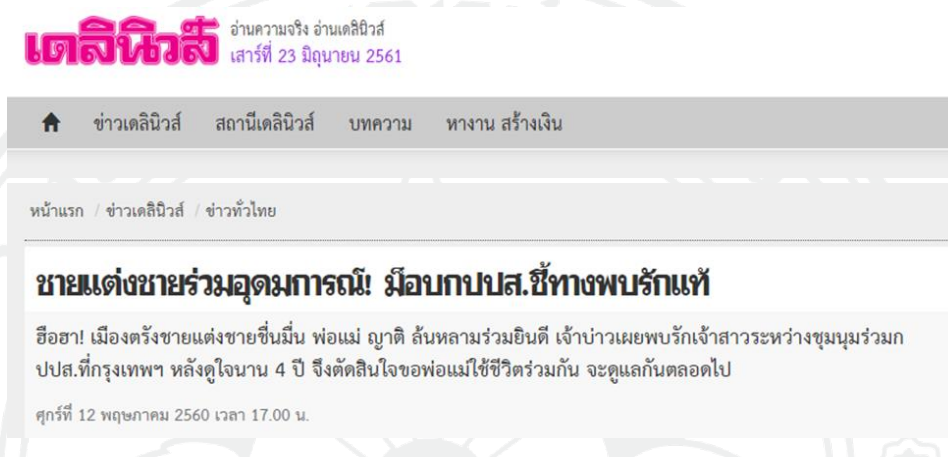 เดลินิวส์
อ่านความจริง อ่านเดลินิวส์
เสาร์ที่ 23 มิถุนายน 2561
ข่าวเดลินิวส์ สถานีเดลินิวส์ บทความ หางาน สร้างเงิน
หน้าแรก / ข่าวเดลินิวส์ / ข่าวทั่วไทย
ชายแต่งชายร่วมอุดมการณ์! ม็อบกปปส.ชี้ทางพบรักแท้
ฮือฮา! เมืองตรังชายแต่งชายชื่นมื่น พ่อแม่ ญาติ ล้นหลามร่วมยินดี เจ้าบ่าวเผยพบรักเจ้าสาวระหว่างชุมนุมร่วมก
ปปส.ที่กรุงเทพฯ หลังดูใจนาน 4 ปี จึงตัดสินใจขอพ่อแม่ใช้ชีวิตร่วมกัน จะดูแลกันตลอดไป
ศุกร์ที่ 12 พฤษภาคม 2560 เวลา 17.00 น.